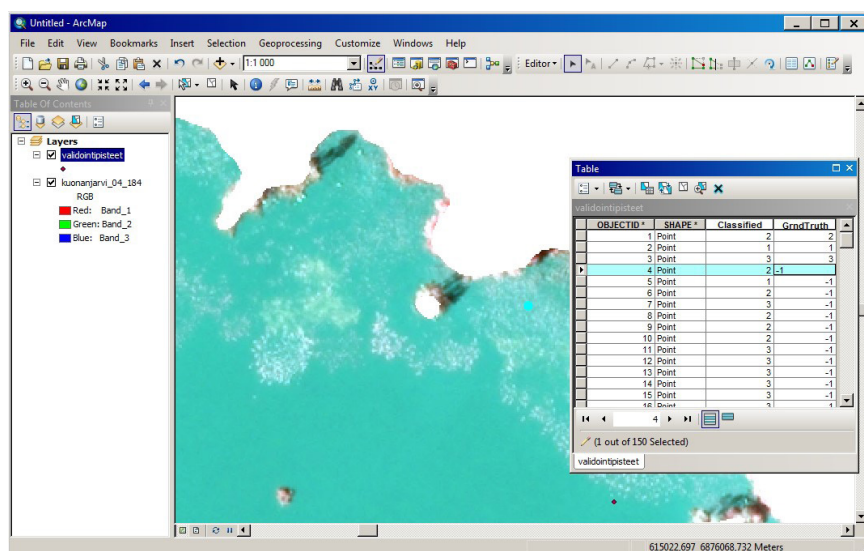 Untitled - ArcMap
File Edit View Bookmarks Insert Selection Geoprocessing Customize Windows Help
1:1 000 Editor
Table Of Contents
Layers
validointipisteet
kuonanjarvi_04_184
RGB
Red: Band_1
Green: Band_2
Blue: Band_3
Table
validointipisteet
OBJECTID * SHAPE * Classified GrndTruth
1 Point 2 2
2 Point 1 1
3 Point 3 3
4 Point 2 -1
5 Point 1 -1
6 Point 2 -1
7 Point 3 -1
8 Point 2 -1
9 Point 2 -1
10 Point 2 -1
11 Point 3 -1
12 Point 3 -1
13 Point 3 -1
14 Point 3 -1
15 Point 3 -1
16 Point 3
4
(1 out of 150 Selected)
validointipisteet
615022,697 6876068,732 Meters